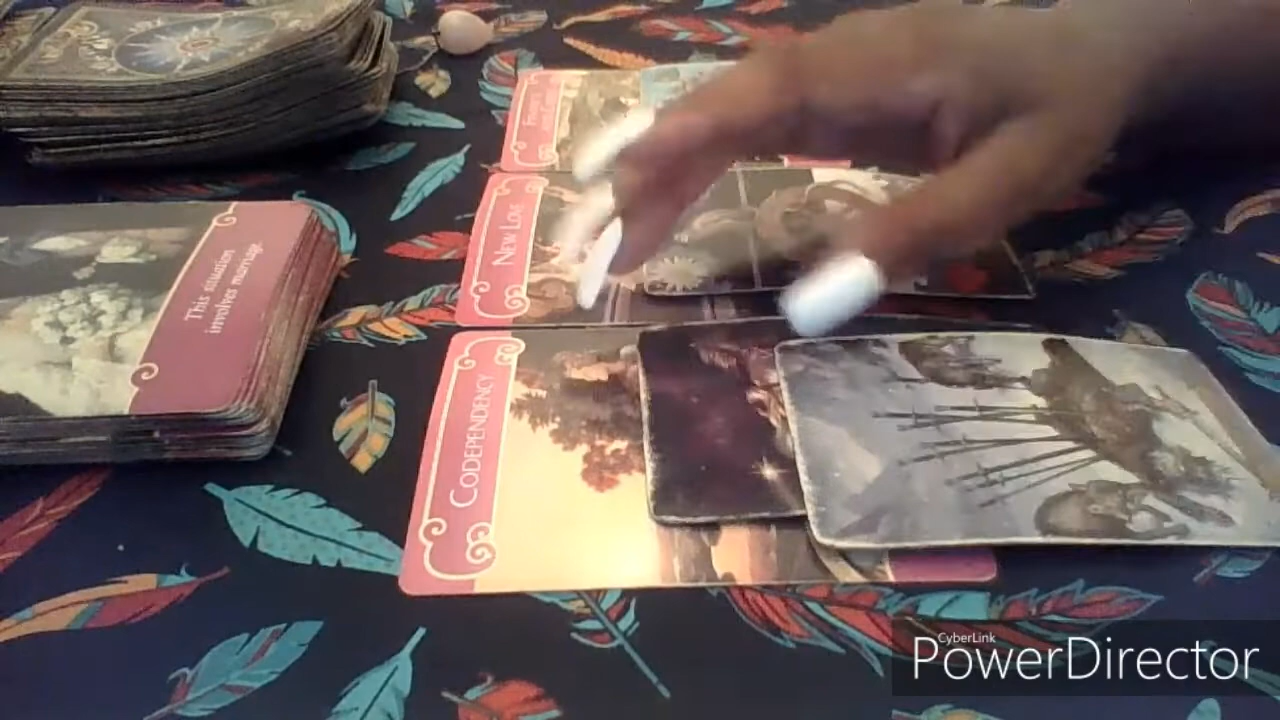 NEW LOVE
This situation
involves marriage.
CODEPENDENCY
CyberLink
PowerDirector